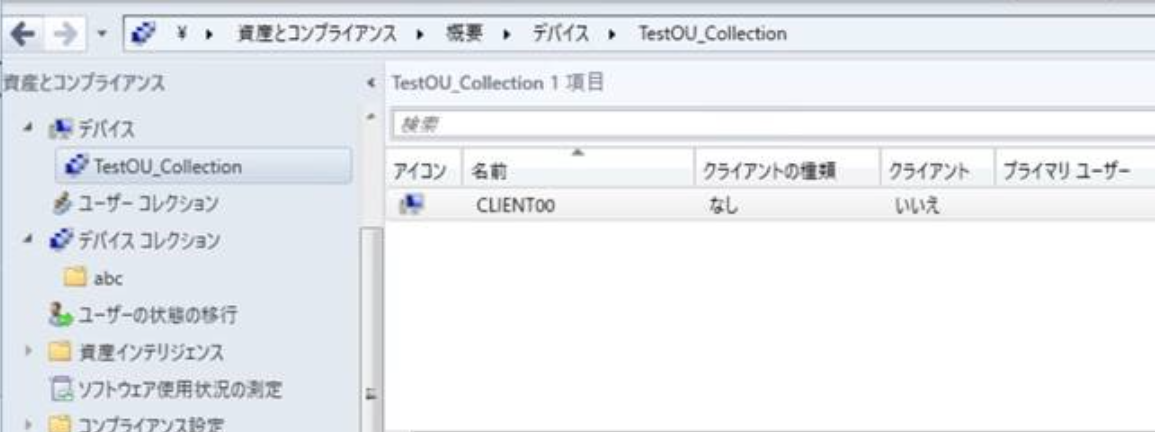 ¥ ▸ 資産とコンプライアンス ▸ 概要 ▸ デバイス ▸ TestOU_Collection
資産とコンプライアンス
デバイス
TestOU_Collection
ユーザー コレクション
デバイス コレクション
abc
ユーザーの状態の移行
資産インテリジェンス
ソフトウェア使用状況の測定
コンプライアンス設定
TestOU_Collection 1 項目
検索
アイコン 名前 クライアントの種類 クライアント プライマリ ユーザー
CLIENT00 なし いいえ